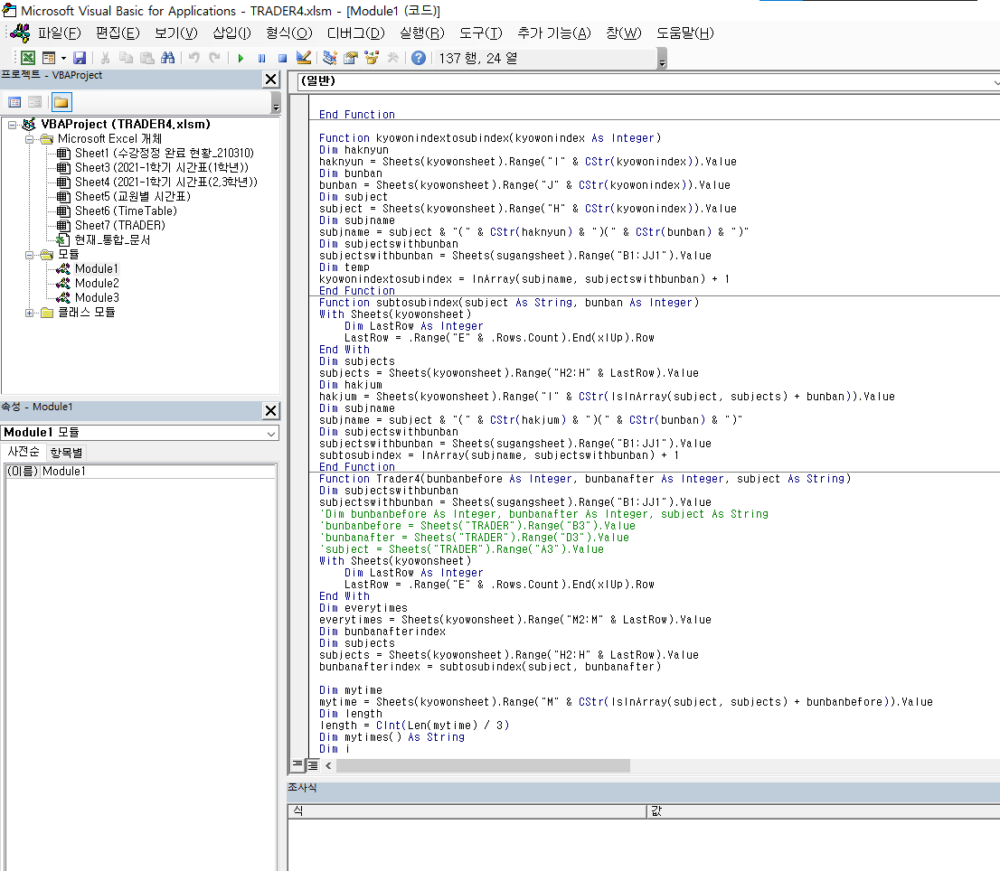 Microsoft Visual Basic for Applications - TRADER4.xlsm - [Module1 (코드)]
파일(F) 편집(E) 보기(V) 삽입(I) 형식(O) 디버그(D) 실행(R) 도구(T) 추가 기능(A) 창(W) 도움말(H)
137 행, 24 열
프로젝트 - VBAProject
VBAProject (TRADER4.xlsm)
Microsoft Excel 개체
Sheet1 (수강정정 완료 현황_210310)
Sheet3 (2021-1학기 시간표(1학년))
Sheet4 (2021-1학기 시간표(2,3학년))
Sheet5 (교원별 시간표)
Sheet6 (TimeTable)
Sheet7 (TRADER)
현재_통합_문서
모듈
Module1
Module2
Module3
클래스 모듈
속성 - Module1
Module1 모듈
사전순 항목별
(이름) Module1
(일반)
End Function
Function kyowonindextosubindex(kyowonindex As Integer)
Dim haknyun
haknyun = Sheets(kyowonsheet).Range("I" & CStr(kyowonindex)).Value
Dim bunban
bunban = Sheets(kyowonsheet).Range("J" & CStr(kyowonindex)).Value
Dim subject
subject = Sheets(kyowonsheet).Range("H" & CStr(kyowonindex)).Value
Dim subjname
subjname = subject & "(" & CStr(haknyun) & ")(" & CStr(bunban) & ")"
Dim subjectswithbunban
subjectswithbunban = Sheets(sugangsheet).Range("B1:JJ1").Value
Dim temp
kyowonindextosubindex = InArray(subjname, subjectswithbunban) + 1
End Function
Function subtosubindex(subject As String, bunban As Integer)
With Sheets(kyowonsheet)
    Dim LastRow As Integer
    LastRow = .Range("E" & .Rows.Count).End(xlUp).Row
End With
Dim subjects
subjects = Sheets(kyowonsheet).Range("H2:H" & LastRow).Value
Dim hakjum
hakjum = Sheets(kyowonsheet).Range("I" & CStr(IsInArray(subject, subjects) + bunban)).Value
Dim subjname
subjname = subject & "(" & CStr(hakjum) & ")(" & CStr(bunban) & ")"
Dim subjectswithbunban
subjectswithbunban = Sheets(sugangsheet).Range("B1:JJ1").Value
subtosubindex = InArray(subjname, subjectswithbunban) + 1
End Function
Function Trader4(bunbanbefore As Integer, bunbanafter As Integer, subject As String)
Dim subjectswithbunban
subjectswithbunban = Sheets(sugangsheet).Range("B1:JJ1").Value
'Dim bunbanbefore As Integer, bunbanafter As Integer, subject As String
'bunbanbefore = Sheets("TRADER").Range("B3").Value
'bunbanafter = Sheets("TRADER").Range("D3").Value
'subject = Sheets("TRADER").Range("A3").Value
With Sheets(kyowonsheet)
    Dim LastRow As Integer
    LastRow = .Range("E" & .Rows.Count).End(xlUp).Row
End With
Dim everytimes
everytimes = Sheets(kyowonsheet).Range("M2:M" & LastRow).Value
Dim bunbanafterindex
Dim subjects
subjects = Sheets(kyowonsheet).Range("H2:H" & LastRow).Value
bunbanafterindex = subtosubindex(subject, bunbanafter)
Dim mytime
mytime = Sheets(kyowonsheet).Range("M" & CStr(IsInArray(subject, subjects) + bunbanbefore)).Value
Dim length
length = CInt(Len(mytime) / 3)
Dim mytimes() As String
Dim i
조사식
식 값